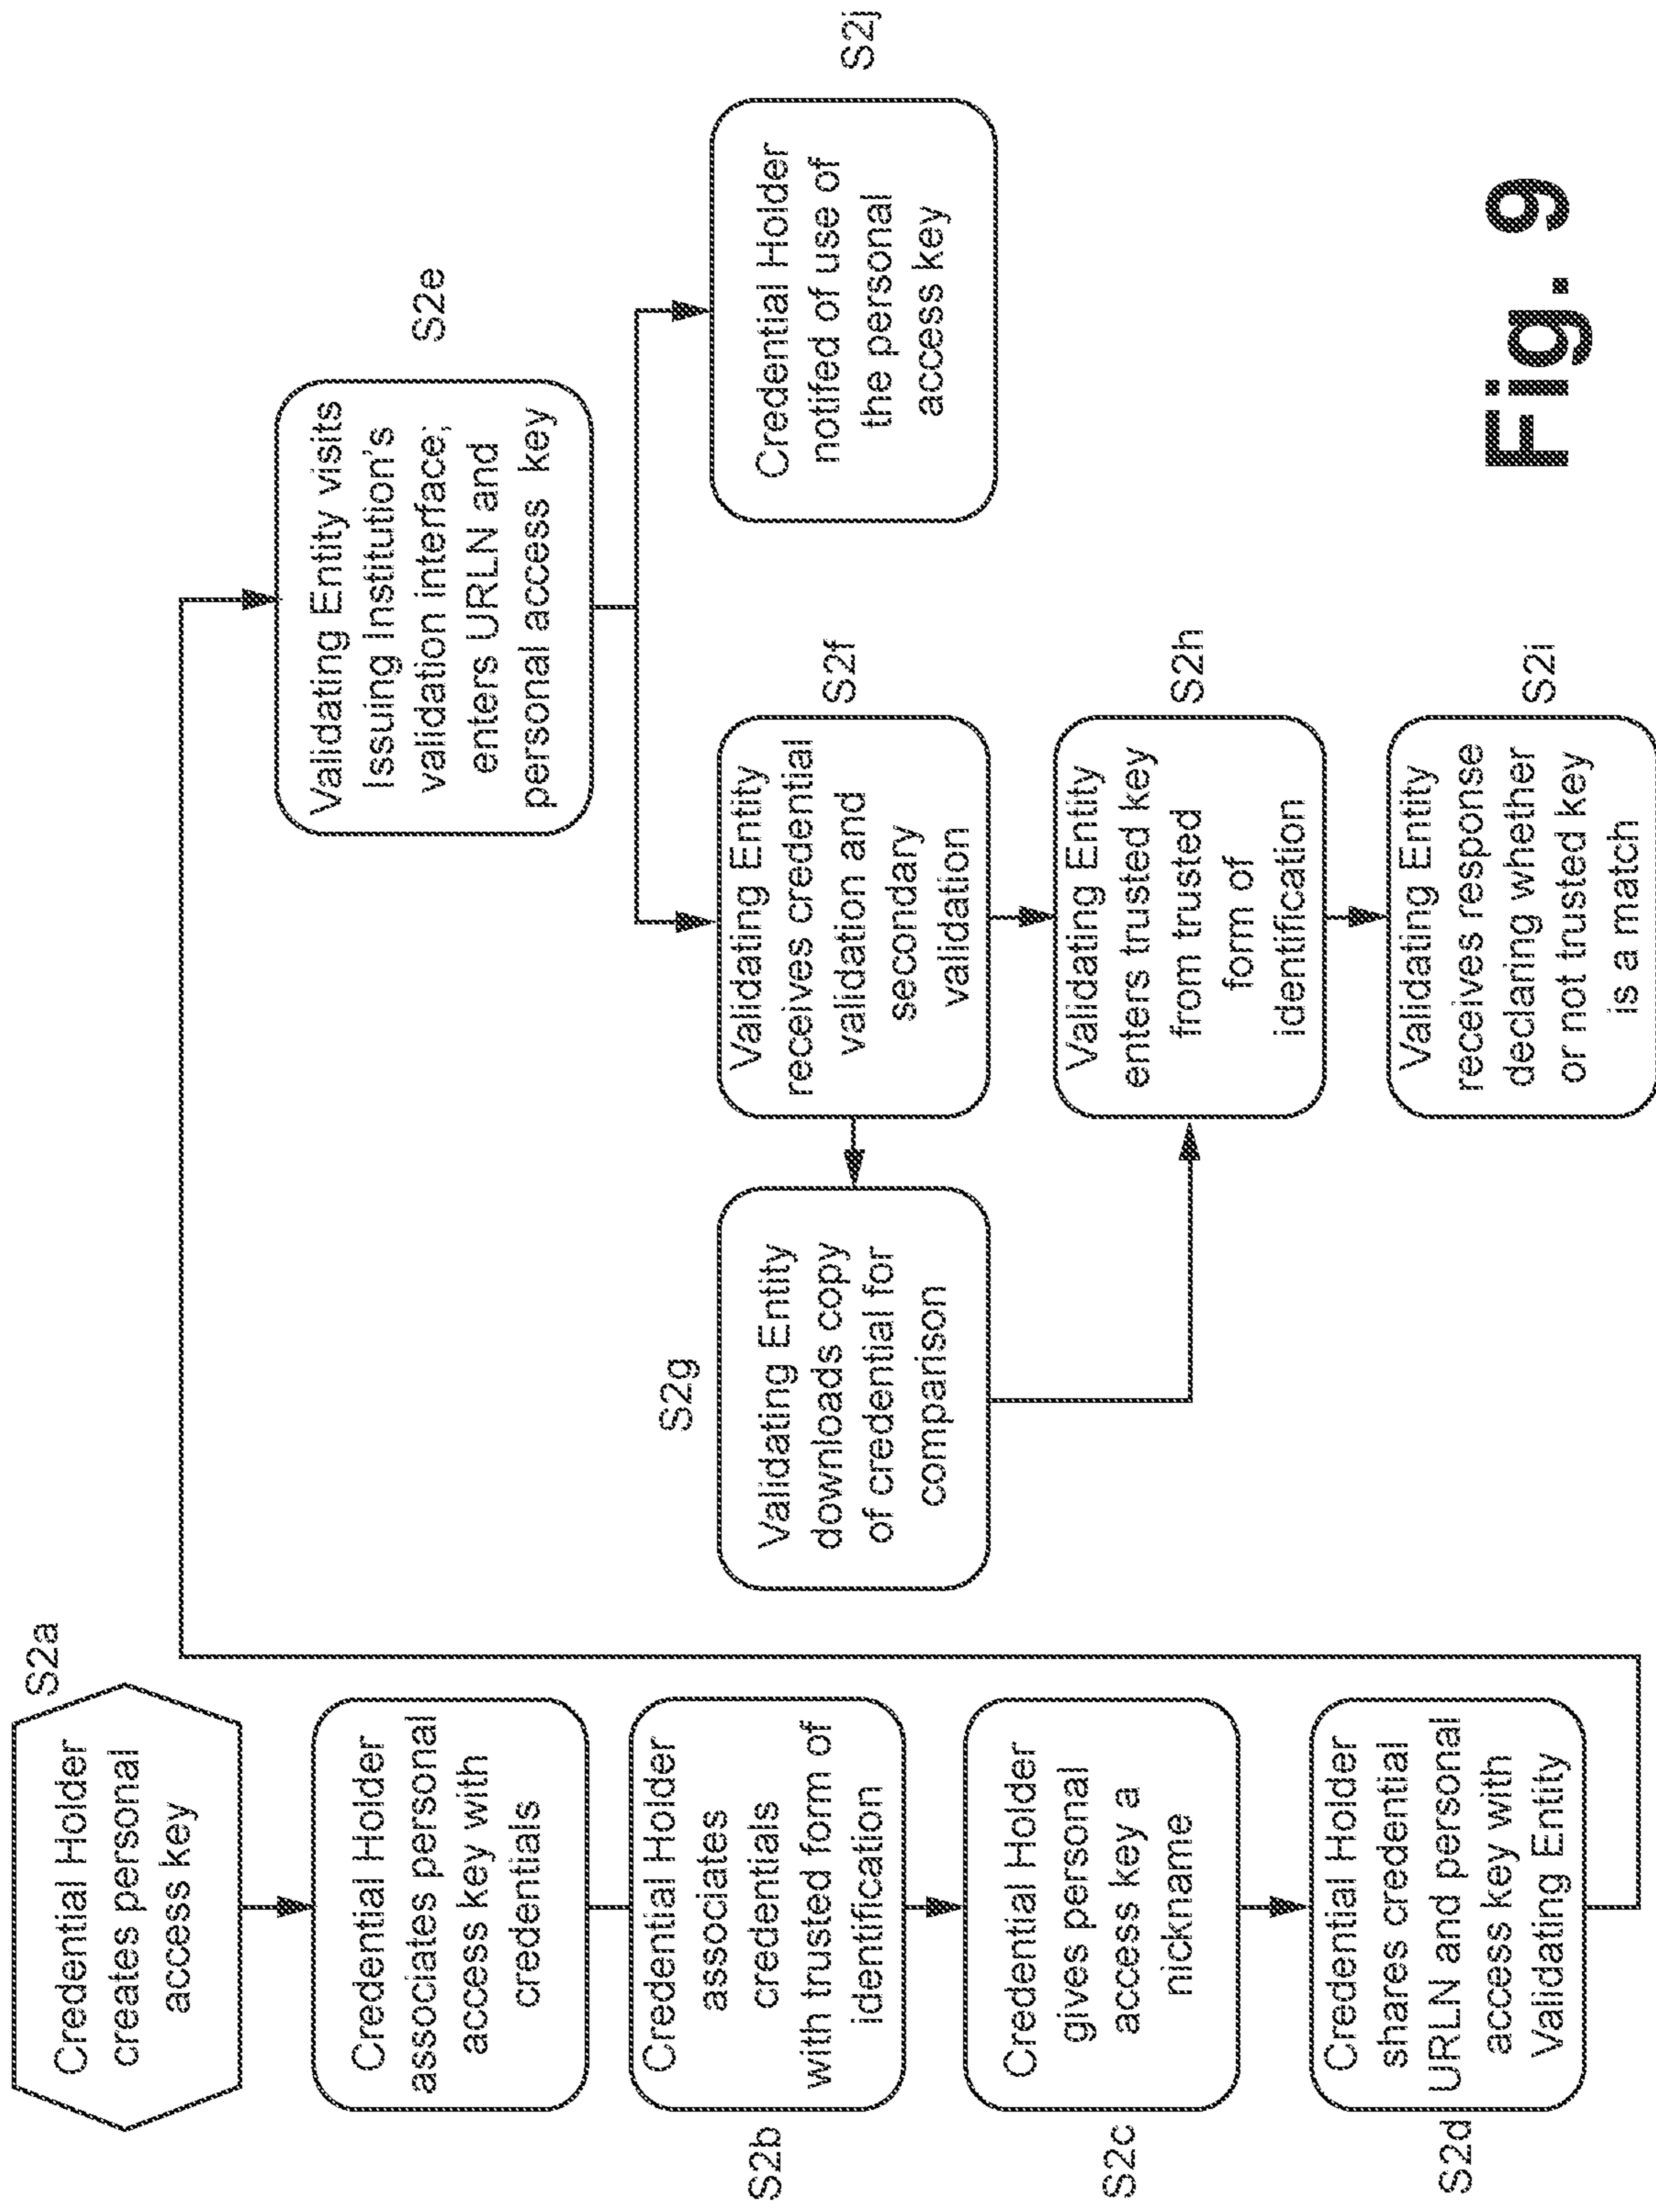 S2a
Credential Holder
creates personal
access key
Credential Holder
associates personal
access key with
credentials
S2b
Credential Holder
associates
credentials
with trusted form of
identification
S2c
Credential Holder
gives personal
access key a
nickname
S2d
Credential Holder
shares credential
URLN and personal
access key with
Validating Entity
S2e
Validating Entity visits
Issuing Institution's
validation interface;
enters URLN and
personal access key
S2f
Validating Entity
receives credential
validation and
secondary
validation
S2g
Validating Entity
downloads copy
of credential for
comparison
S2h
Validating Entity
enters trusted key
from trusted
form of
identification
S2i
Validating Entity
receives response
declaring whether
or not trusted key
is a match
S2j
Credential Holder
notifed of use of
the personal
access key
Fig. 9